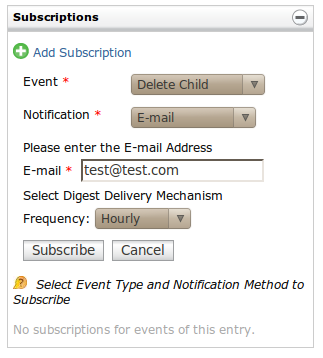 Subscriptions
Add Subscription
Event *
Delete Child
Notification *
E-mail
Please enter the E-mail Address
E-mail *
test@test.com
Select Digest Delivery Mechanism
Frequency:
Hourly
Subscribe
Cancel
Select Event Type and Notification Method to
Subscribe
No subscriptions for events of this entry.